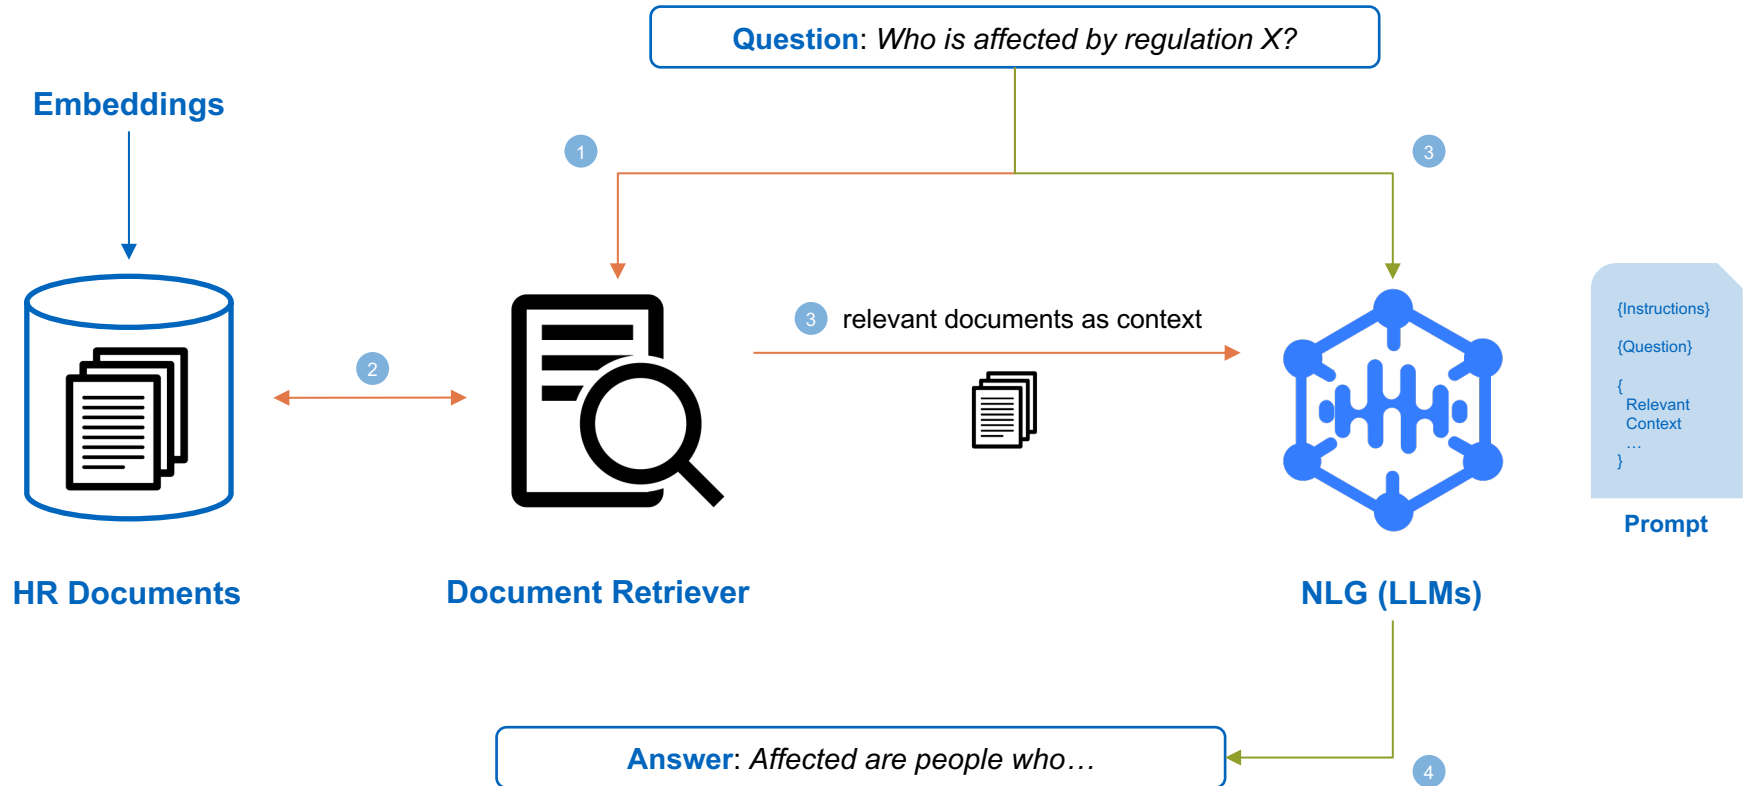 Question: Who is affected by regulation X?
Embeddings
1
3
3 relevant documents as context
2
{Instructions}
{Question}
{
Relevant
Context
…
}
Prompt
HR Documents
Document Retriever
NLG (LLMs)
Answer: Affected are people who…
4